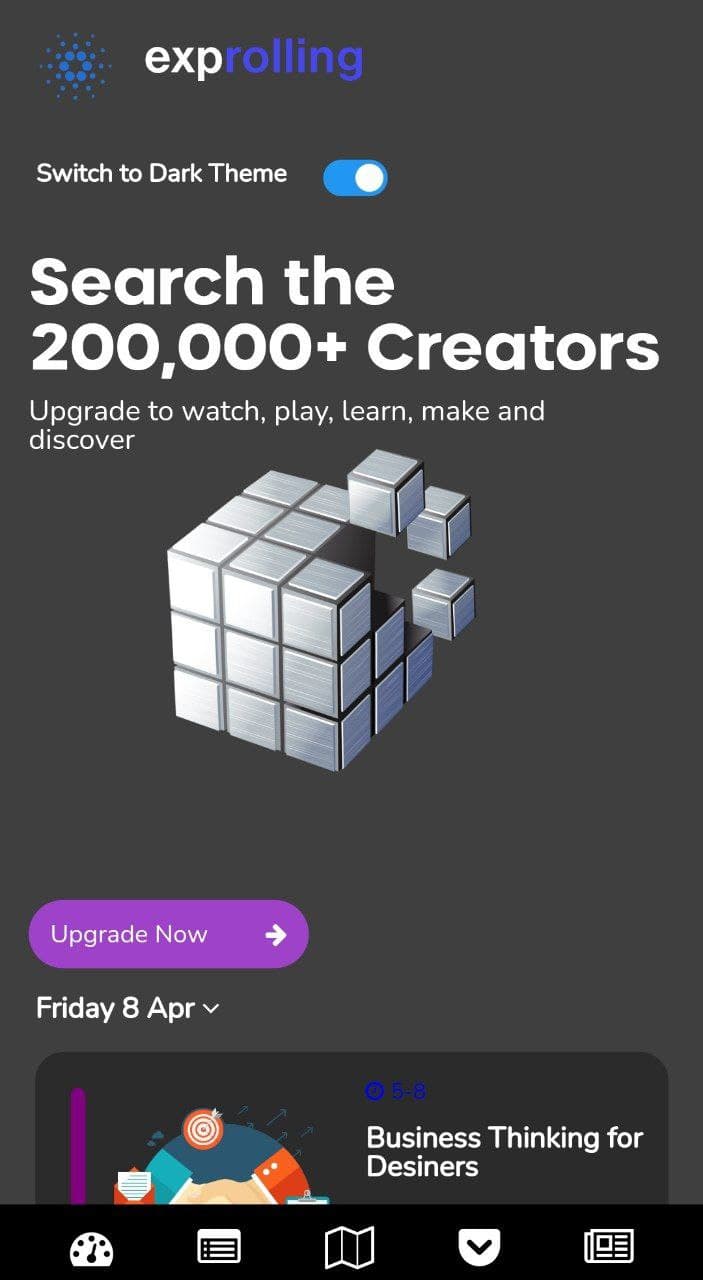 exprolling
Switch to Dark Theme
Search the
200,000+ Creators
Upgrade to watch, play, learn, make and
discover
Upgrade Now
Friday 8 Apr
5-8
Business Thinking for
Desiners